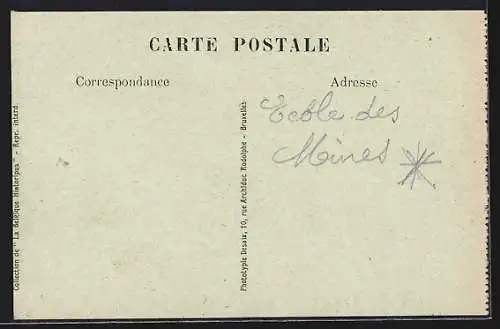 CARTE POSTALE
Correspondance
Adresse
Ecole des
Mines
Collection de "La Belgique Historique" - Repr. interd.
Phototypie Desaix, 10, rue Archiduc Rodolphe - Bruxelles